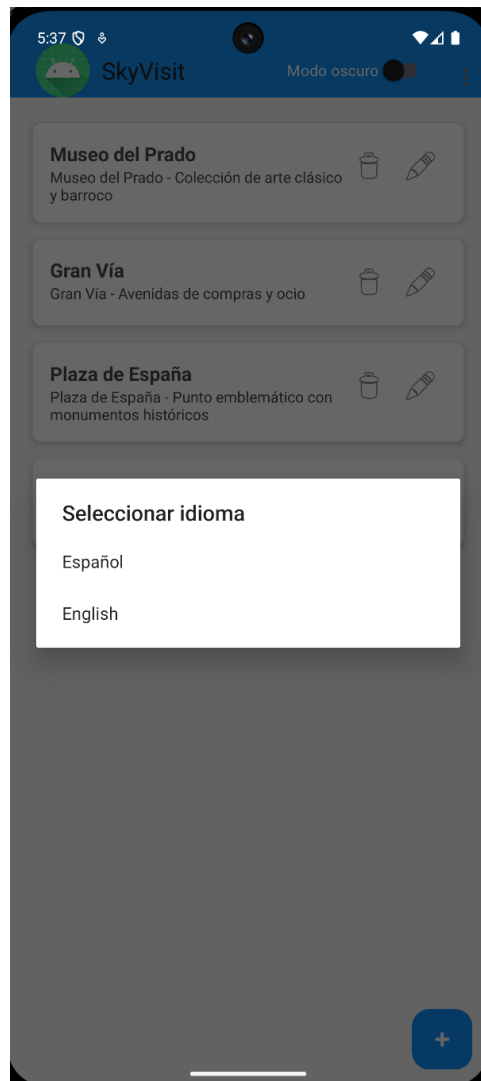 5:37
SkyVisit
Modo oscuro
Museo del Prado
Museo del Prado - Colección de arte clásico
y barroco
Gran Vía
Gran Vía - Avenidas de compras y ocio
Plaza de España
Plaza de España - Punto emblemático con
monumentos históricos
Seleccionar idioma
Español
English
+